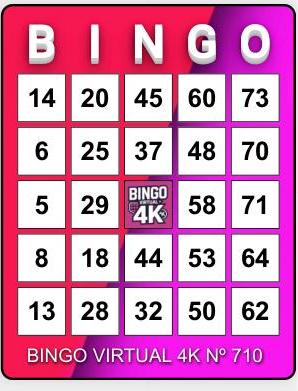 B I N G O
14 20 45 60 73
6 25 37 48 70
5 29 BINGO VIRTUAL 4K 58 71
8 18 44 53 64
13 28 32 50 62
BINGO VIRTUAL 4K Nº 710